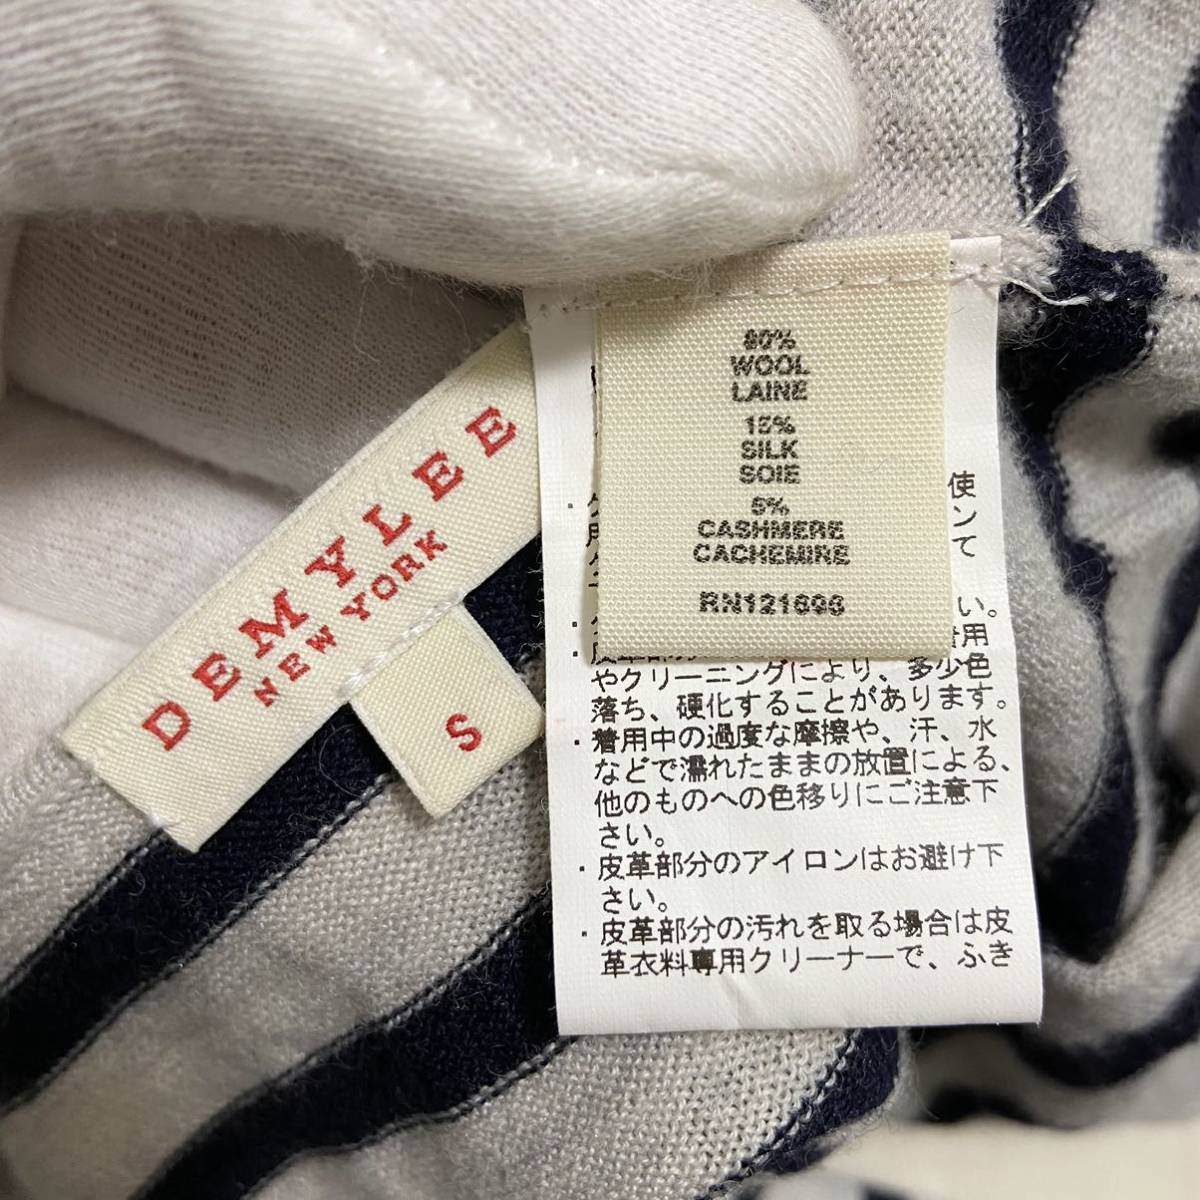 DEMYLEE
NEW YORK
S
80%
WOOL
LAINE
15%
SILK
SOIE
5%
CASHMERE
CACHEMIRE
RN121696
使
ン
て
い。
着用
やクリーニングにより、多少色
落ち、硬化することがあります。
・着用中の過度な摩擦や、汗、水
などで濡れたままの放置による、
他のものへの色移りにご注意下
さい。
・皮革部分のアイロンはお避け下
さい。
・皮革部分の汚れを取る場合は皮
革衣料専用クリーナーで、ふき